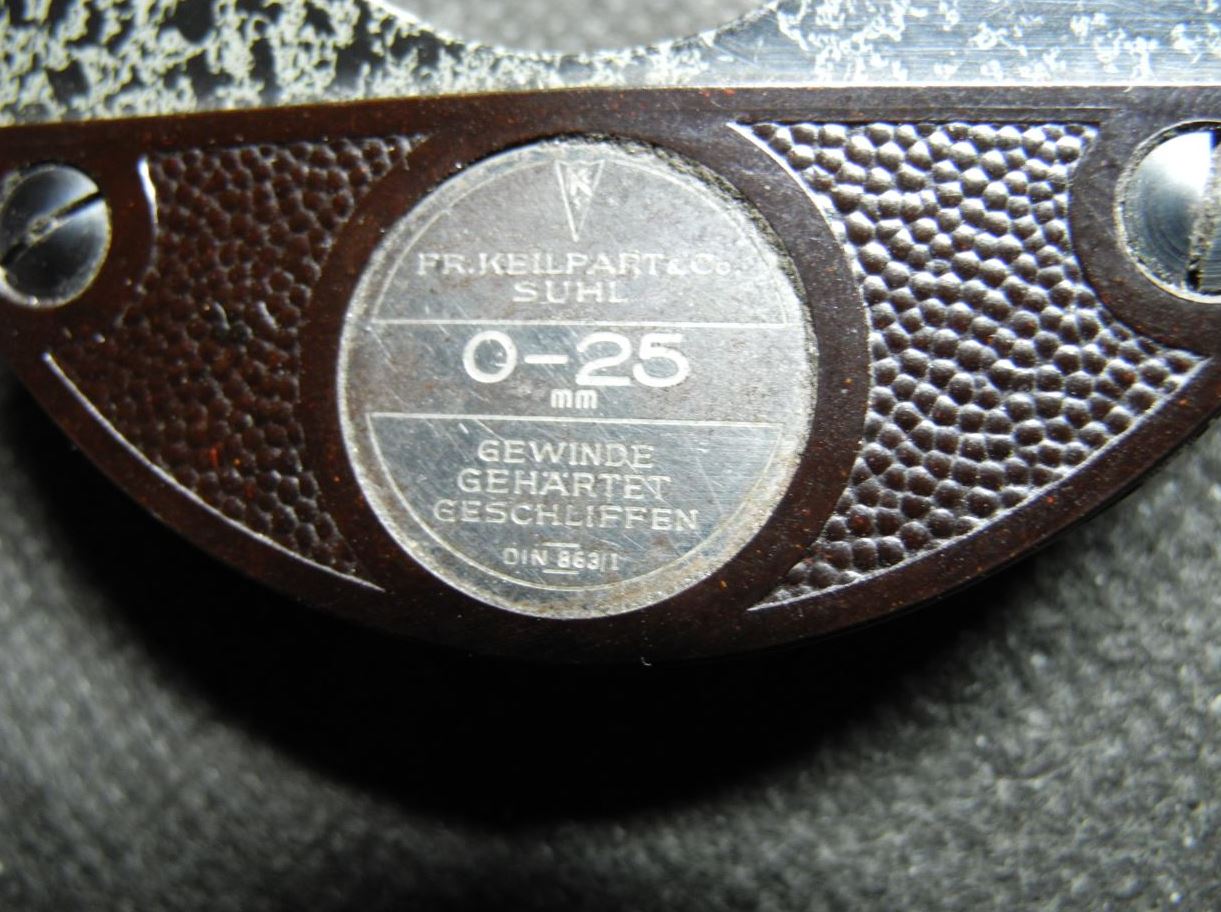 K
FR.KEILPART & Co
SUHL
0-25
mm
GEWINDE
GEHÄRTET
GESCHLIFFEN
DIN 863/1